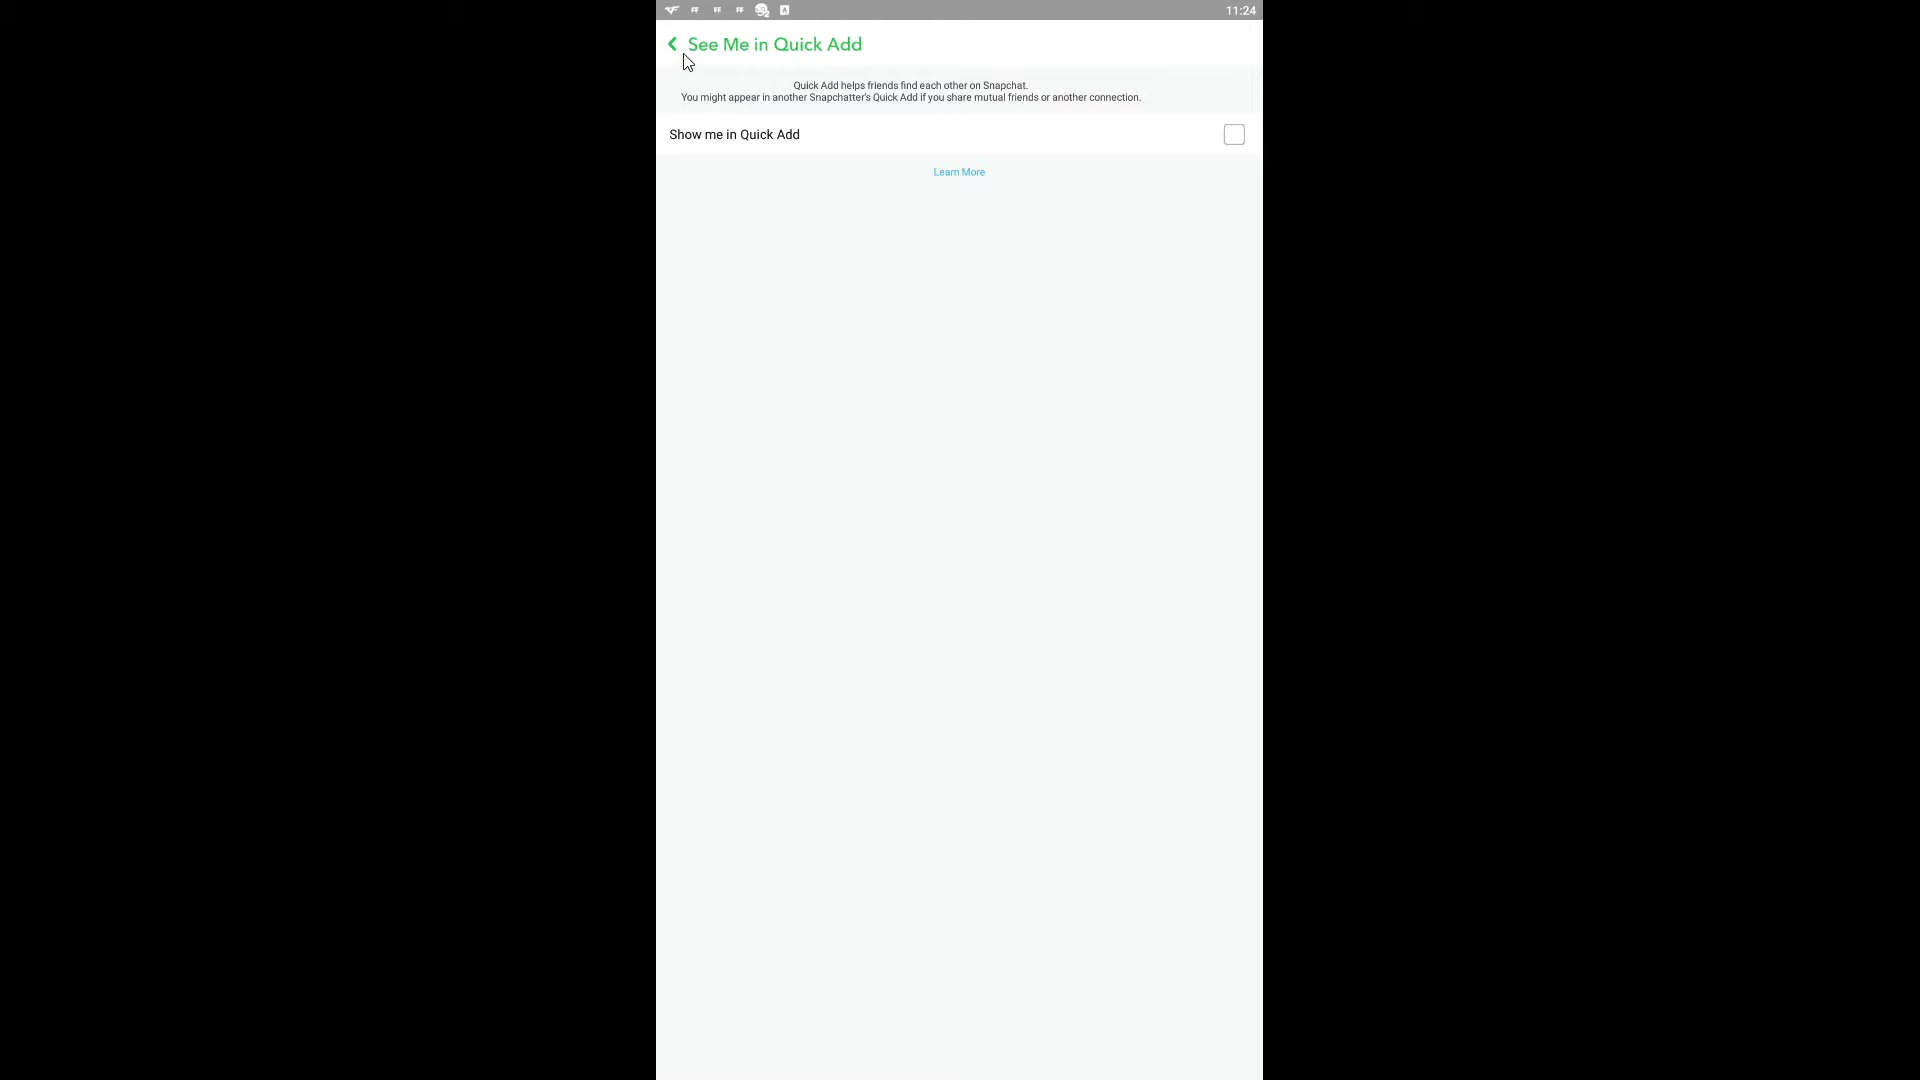 11:24
See Me in Quick Add
Quick Add helps friends find each other on Snapchat.
You might appear in another Snapchatter's Quick Add if you share mutual friends or another connection.
Show me in Quick Add
Learn More